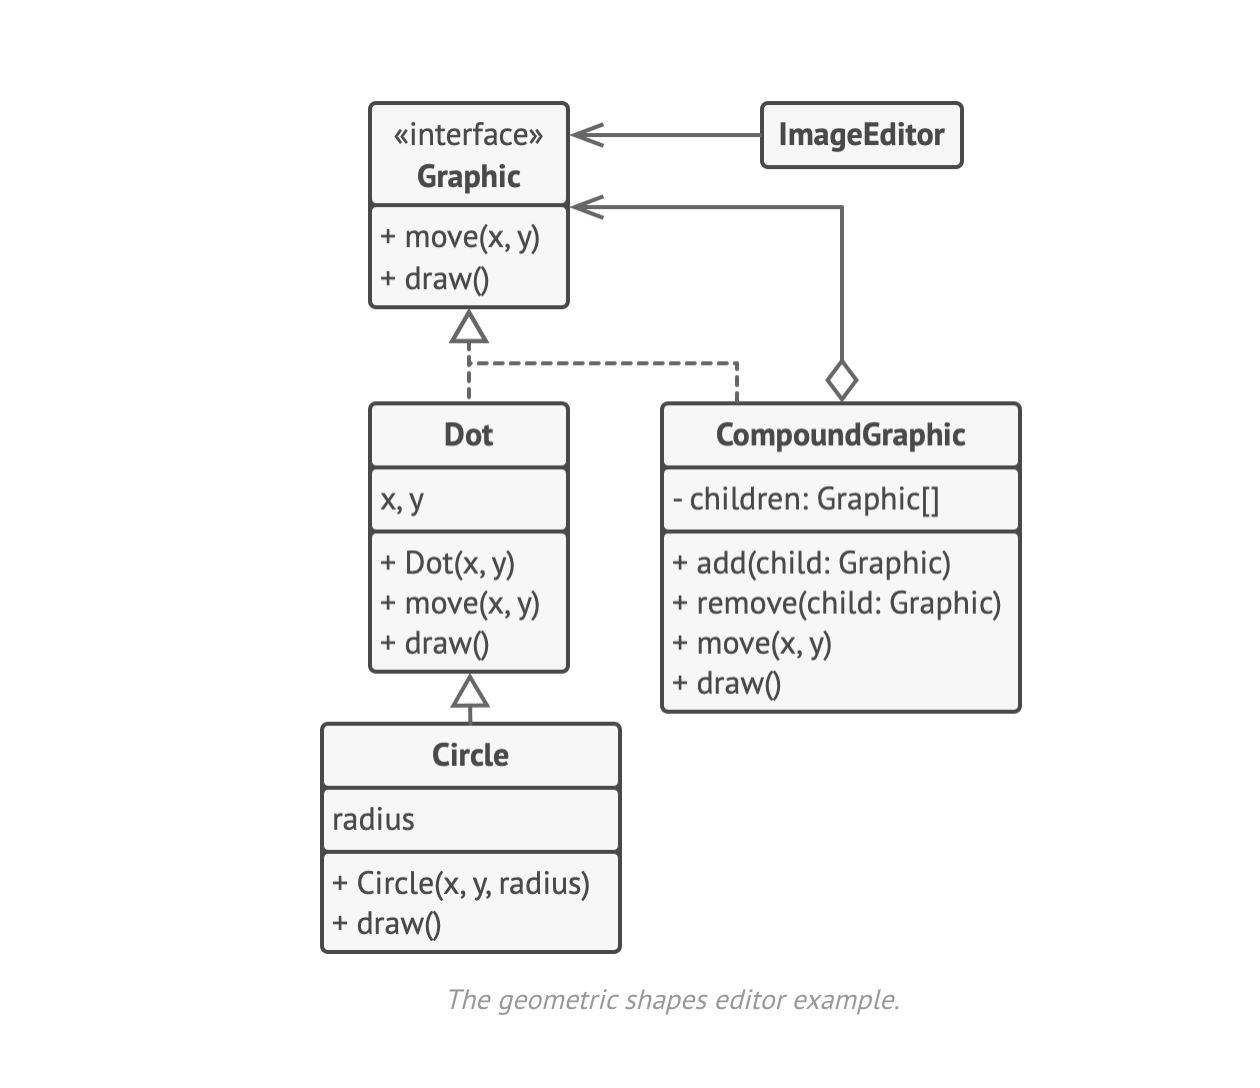 «interface»
Graphic
+ move(x, y)
+ draw()
ImageEditor
Dot
x, y
+ Dot(x, y)
+ move(x, y)
+ draw()
CompoundGraphic
- children: Graphic[]
+ add(child: Graphic)
+ remove(child: Graphic)
+ move(x, y)
+ draw()
Circle
radius
+ Circle(x, y, radius)
+ draw()
The geometric shapes editor example.